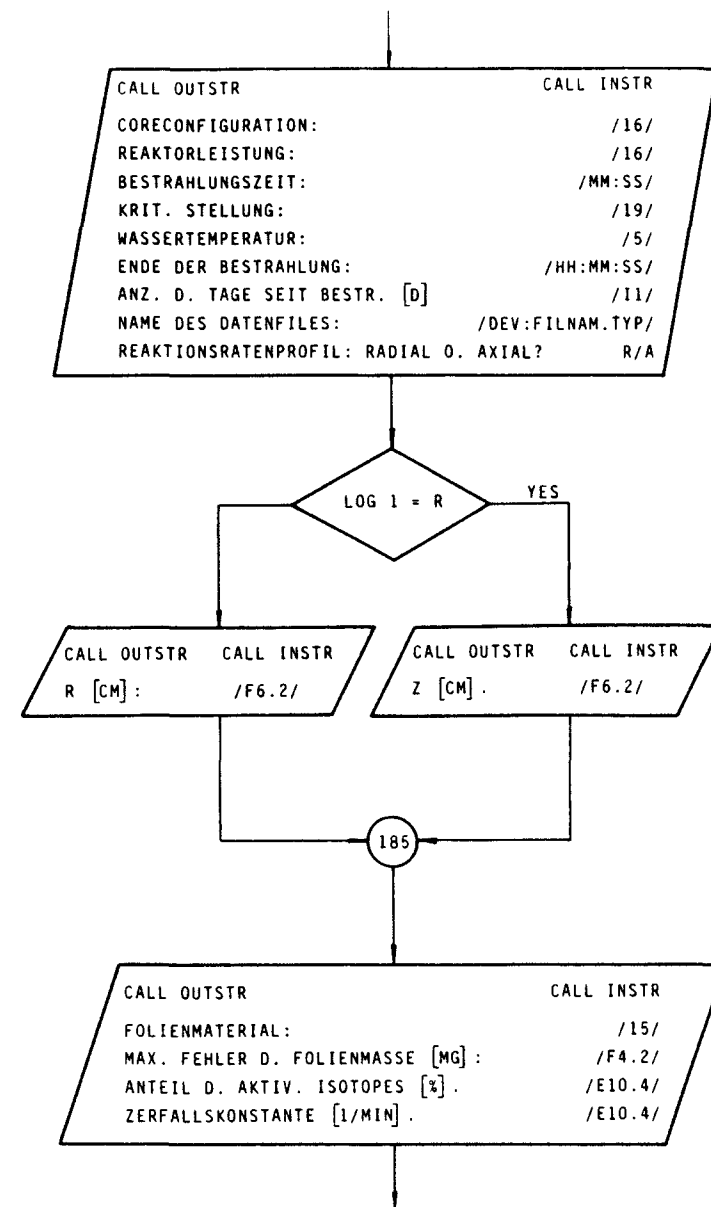 CALL OUTSTR CALL INSTR
CORECONFIGURATION: /16/
REAKTORLEISTUNG: /16/
BESTRAHLUNGSZEIT: /MM:SS/
KRIT. STELLUNG: /19/
WASSERTEMPERATUR: /5/
ENDE DER BESTRAHLUNG: /HH:MM:SS/
ANZ. D. TAGE SEIT BESTR. [D] /I1/
NAME DES DATENFILES: /DEV:FILNAM.TYP/
REAKTIONSRATENPROFIL: RADIAL O. AXIAL? R/A
LOG 1 = R
YES
CALL OUTSTR CALL INSTR
R [CM]: /F6.2/
CALL OUTSTR CALL INSTR
Z [CM]. /F6.2/
185
CALL OUTSTR CALL INSTR
FOLIENMATERIAL: /15/
MAX. FEHLER D. FOLIENMASSE [MG]: /F4.2/
ANTEIL D. AKTIV. ISOTOPES [%]. /E10.4/
ZERFALLSKONSTANTE [1/MIN]. /E10.4/